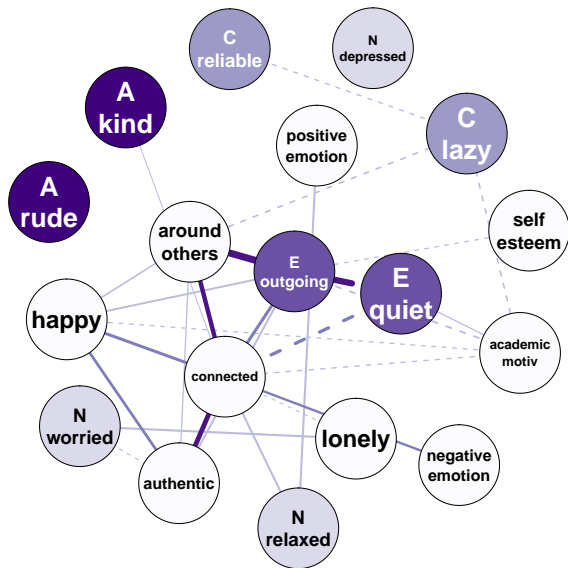 C
reliable
N
depressed
A
kind
C
lazy
positive
emotion
A
rude
self
esteem
around
others
E
outgoing
E
quiet
happy
academic
motiv
connected
N
worried
lonely
negative
emotion
authentic
N
relaxed